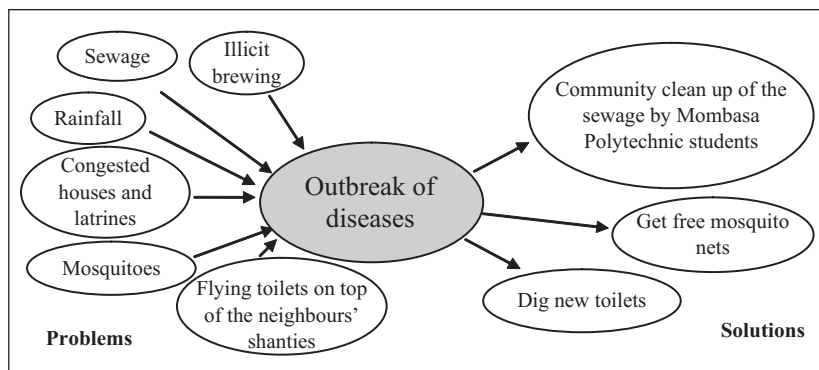 Sewage
Illicit
brewing
Rainfall
Congested
houses and
latrines
Mosquitoes
Flying toilets on top
of the neighbours’
shanties
Problems
Outbreak of
diseases
Community clean up of the
sewage by Mombasa
Polytechnic students
Get free mosquito
nets
Dig new toilets
Solutions